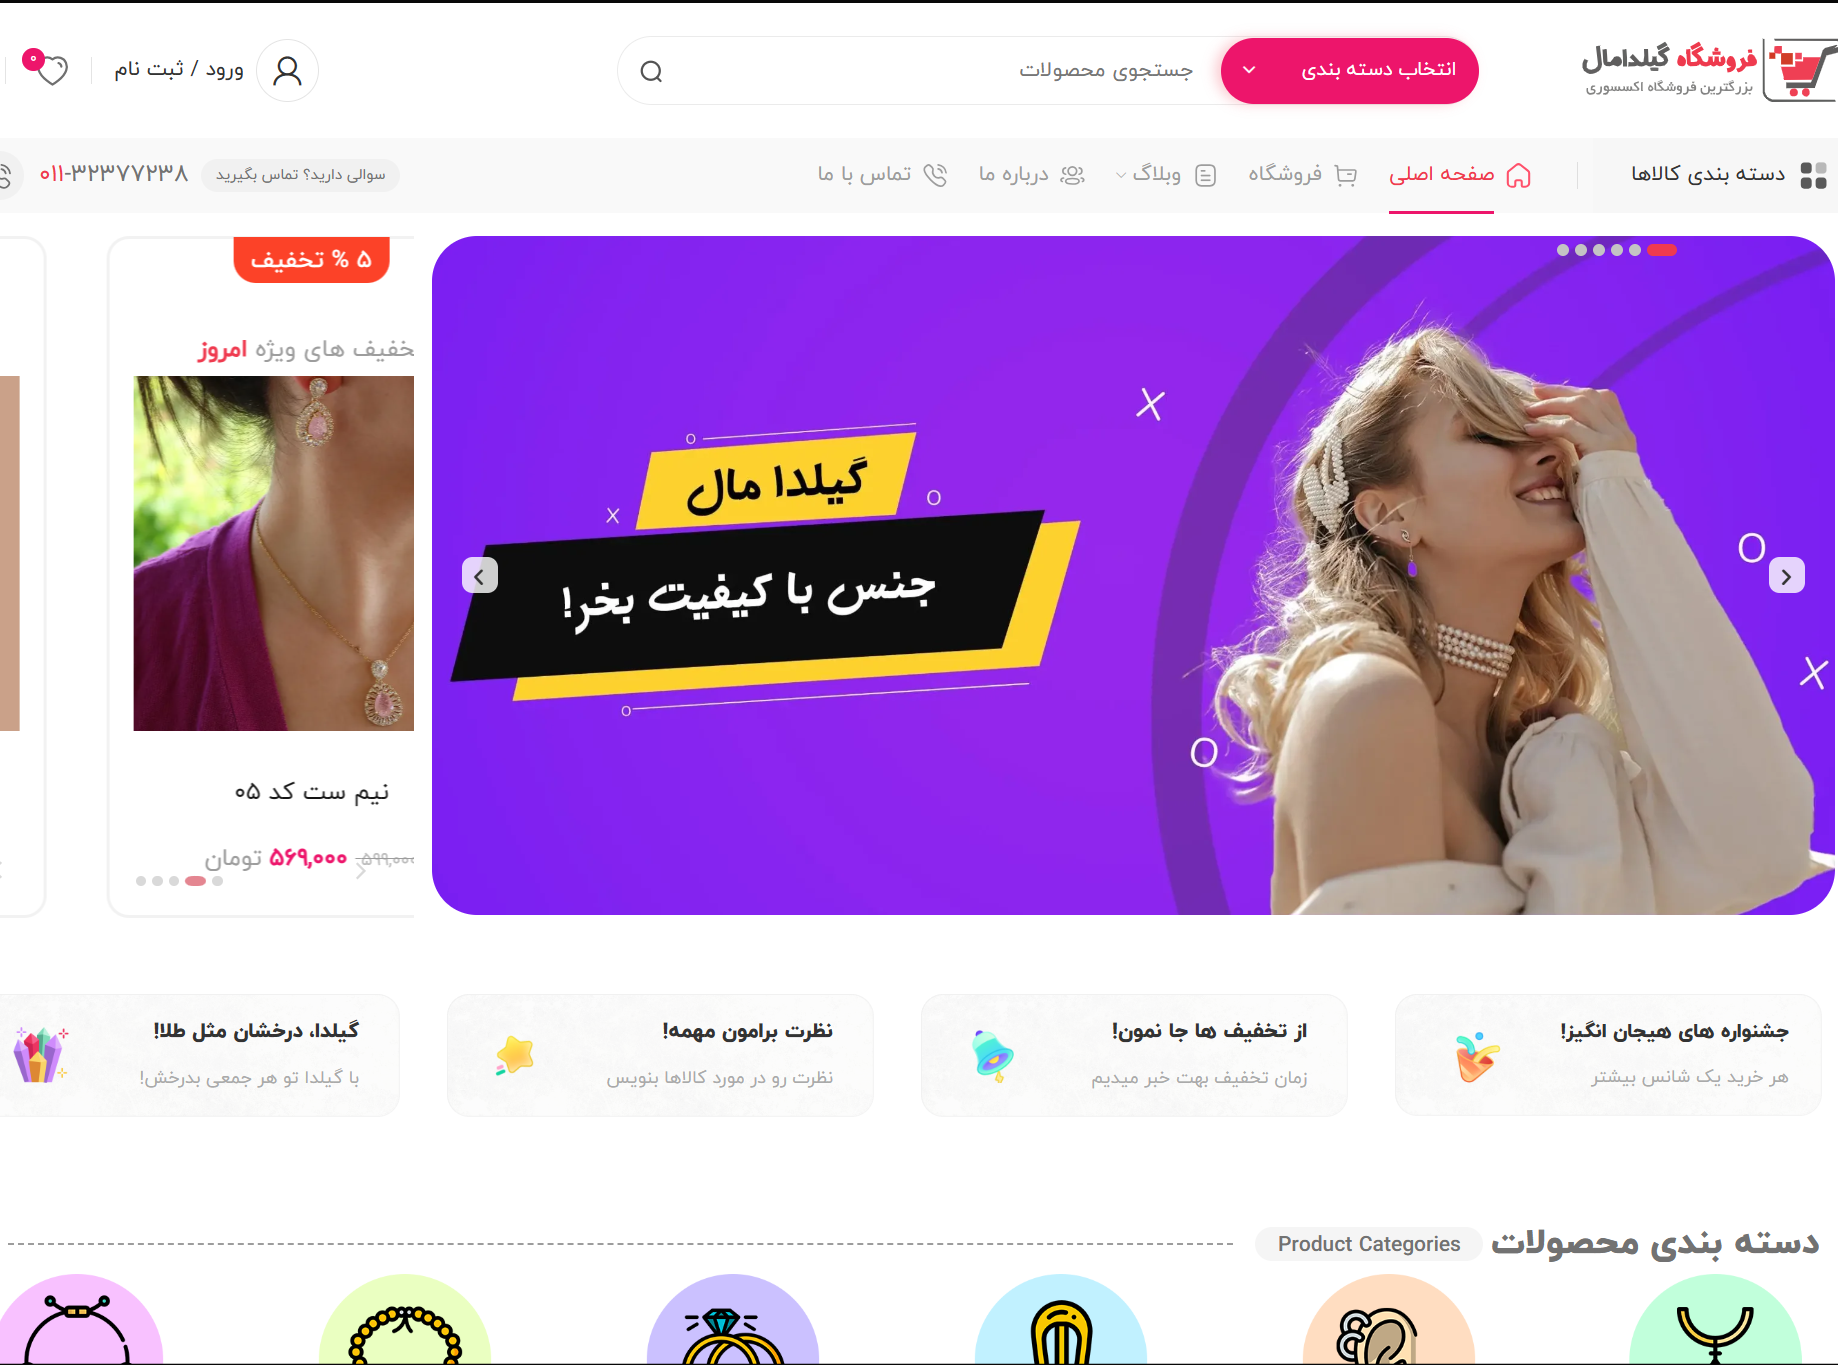 فروشگاه گیلدامال
بزرگترین فروشگاه اکسسوری
انتخاب دسته بندی
جستجوی محصولات
ورود / ثبت نام
۰
دسته بندی کالاها
صفحه اصلی
فروشگاه
وبلاگ
درباره ما
تماس با ما
سوالی دارید؟ تماس بگیرید
۰۱۱-۳۲۳۷۷۲۳۸
گیلدا مال
جنس با کیفیت بخر!
۵ % تخفیف
تخفیف های ویژه امروز
نیم ست کد ۰۵
۵۹۹,۰۰۰ ۵۶۹,۰۰۰ تومان
جشنواره های هیجان انگیز!
هر خرید یک شانس بیشتر
از تخفیف ها جا نمون!
زمان تخفیف بهت خبر میدیم
نظرت برامون مهمه!
نظرت رو در مورد کالاها بنویس
گیلدا، درخشان مثل طلا!
با گیلدا تو هر جمعی بدرخش!
دسته بندی محصولات
Product Categories